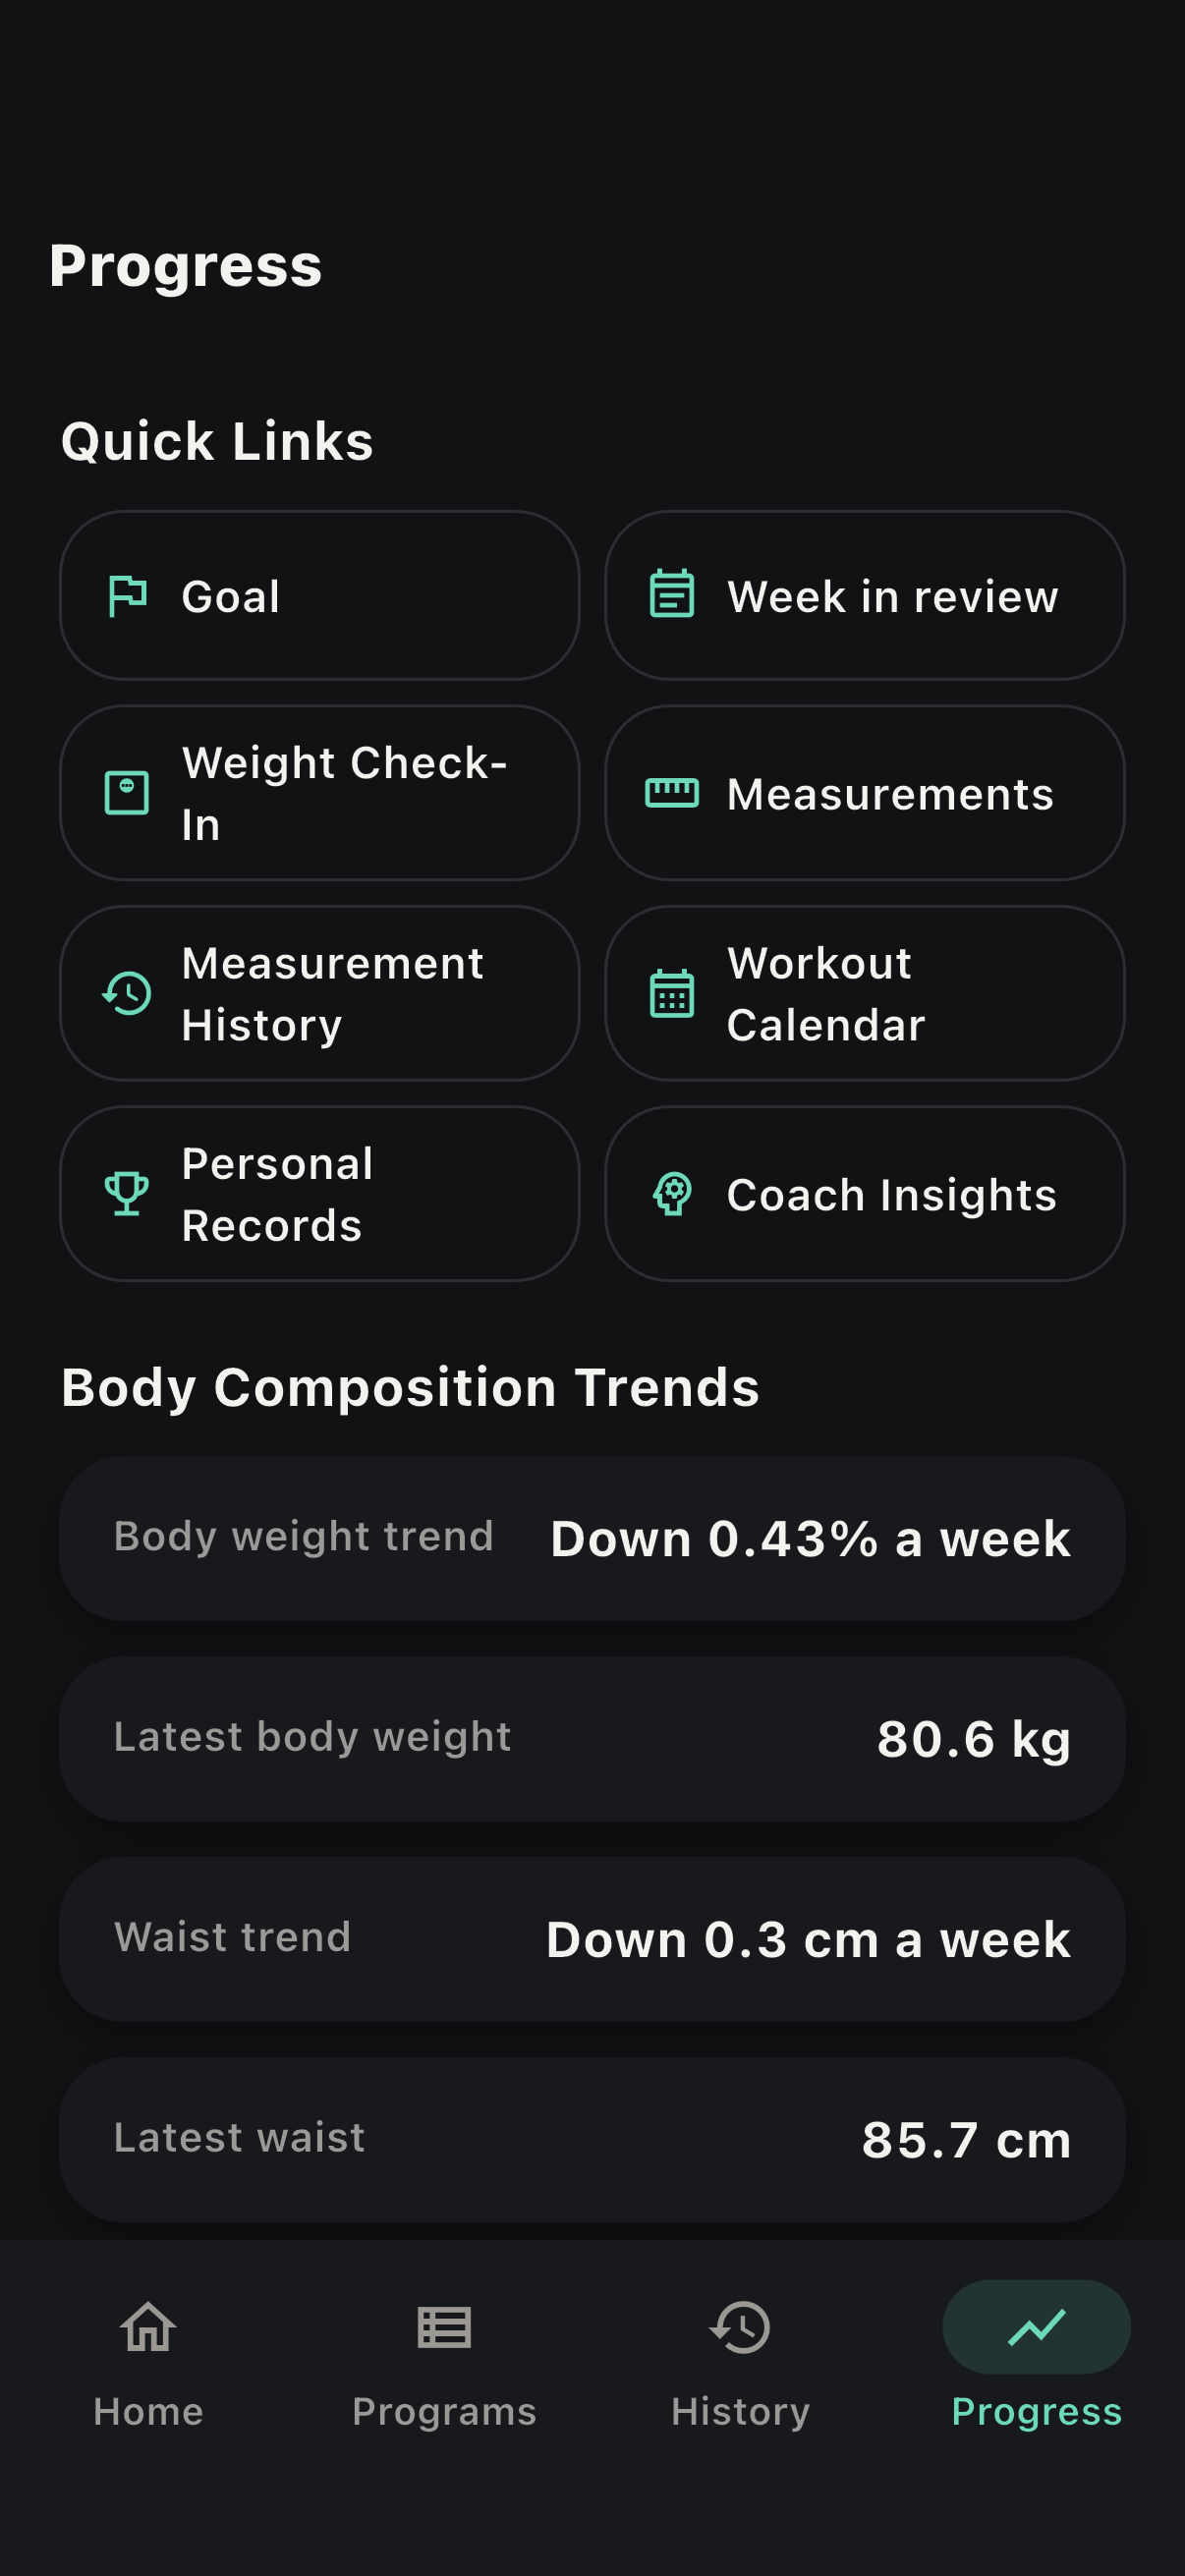 Progress
Quick Links
Goal
Week in review
Weight Check-
In
Measurements
Measurement
History
Workout
Calendar
Personal
Records
Coach Insights
Body Composition Trends
Body weight trend
Down 0.43% a week
Latest body weight
80.6 kg
Waist trend
Down 0.3 cm a week
Latest waist
85.7 cm
Home
Programs
History
Progress